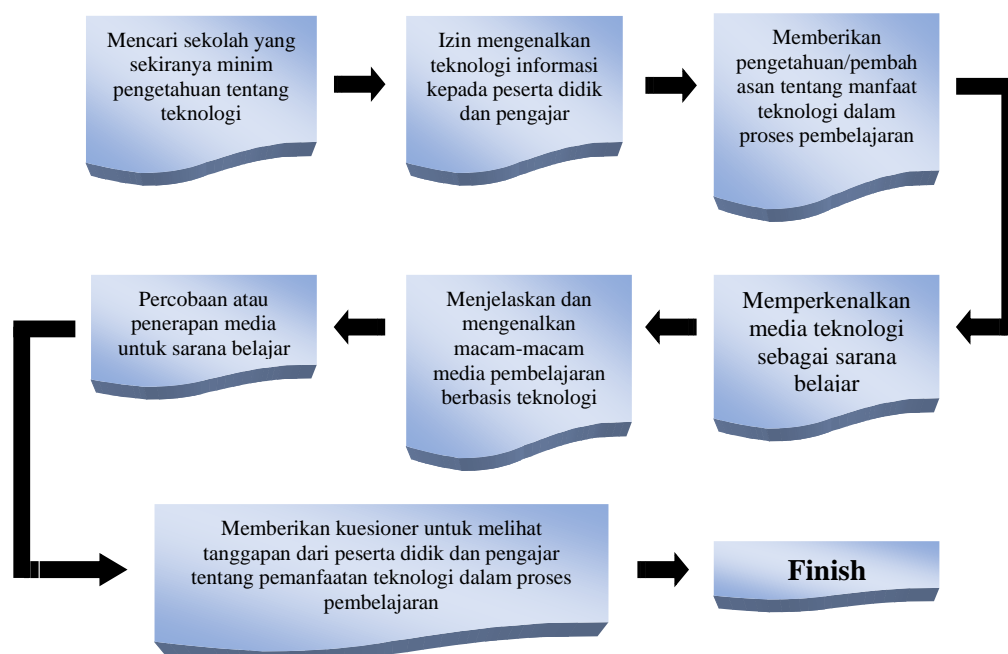 Mencari sekolah yang
sekiranya minim
pengetahuan tentang
teknologi
Izin mengenalkan
teknologi informasi
kepada peserta didik
dan pengajar
Memberikan
pengetahuan/pembah
asan tentang manfaat
teknologi dalam
proses pembelajaran
Memperkenalkan
media teknologi
sebagai sarana
belajar
Menjelaskan dan
mengenalkan
macam-macam
media pembelajaran
berbasis teknologi
Percobaan atau
penerapan media
untuk sarana belajar
Memberikan kuesioner untuk melihat
tanggapan dari peserta didik dan pengajar
tentang pemanfaatan teknologi dalam proses
pembelajaran
Finish